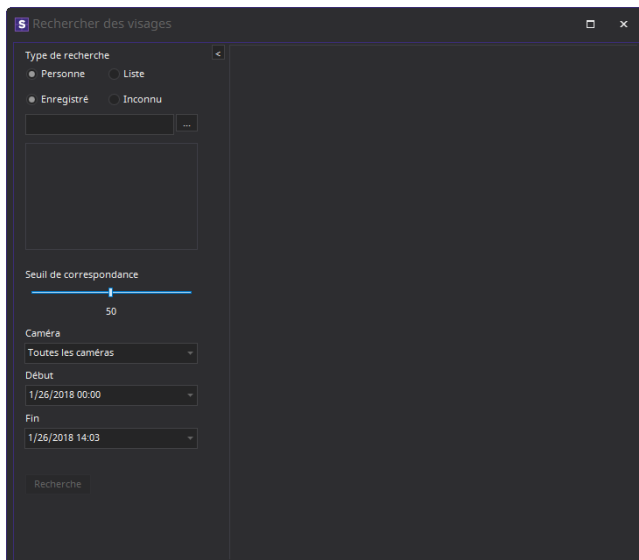 S Rechercher des visages
Type de recherche
<
Personne Liste
Enregistré Inconnu
...
Seuil de correspondance
50
Caméra
Toutes les caméras
Début
1/26/2018 00:00
Fin
1/26/2018 14:03
Recherche